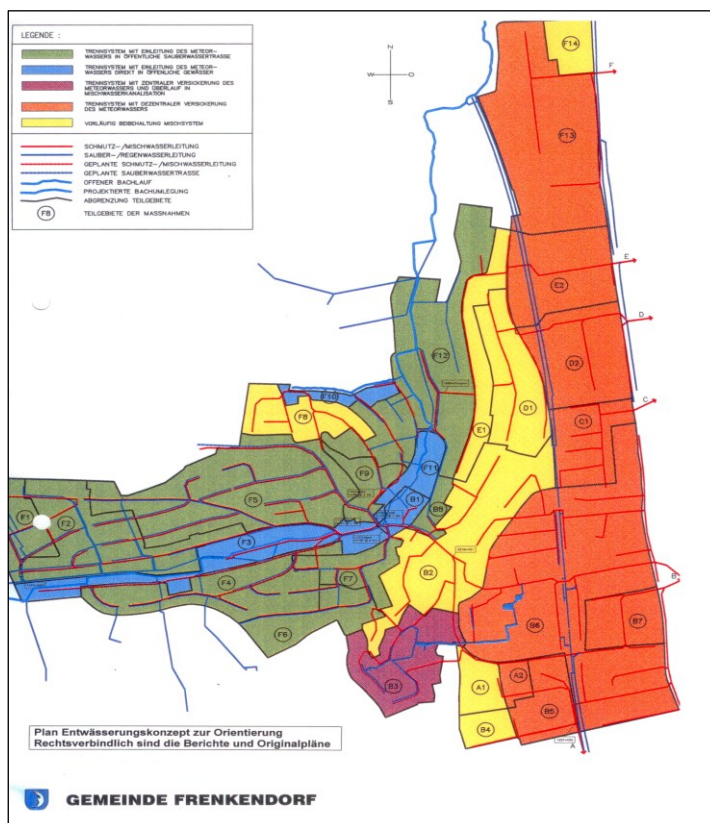 LEGENDE :
TRENNSYSTEM MIT EINLEITUNG DES METEOR-
WASSERS IN ÖFFENTLICHE SAUBERWASSERTRASSE
TRENNSYSTEM MIT EINLEITUNG DES METEOR-
WASSERS DIREKT IN ÖFFENLICHE GEWÄSSER
TRENNSYSTEM MIT ZENTRALER VERSICKERUNG DES
METEORWASSERS UND ÜBERLAUF IN
MISCHWASSERKANALISATION
TRENNSYSTEM MIT DEZENTRALER VERSICKERUNG
DES METEORWASSERS
VORLÄUFIG BEIBEHALTUNG MISCHSYSTEM
SCHMUTZ-/MISCHWASSERLEITUNG
SAUBER-/REGENWASSERLEITUNG
GEPLANTE SCHMUTZ-/MISCHWASSERLEITUNG
GEPLANTE SAUBERWASSERTRASSE
OFFENER BACHLAUF
PROJEKTIERTE BACHUMLEGUNG
ABGRENZUNG TEILGEBIETE
F8 TEILGEBIETE DER MASSNAHMEN
N
W O
S
F14
F
F13
E
E2
D
F12
D2
F10
C
F8
D1
C1
E1
F9
F11
F5
B1
B8
F1
F2
F3
B2
F4
F7
B
B6
B7
F6
A2
B3
A1
B5
B4
A
Plan Entwässerungskonzept zur Orientierung
Rechtsverbindlich sind die Berichte und Originalpläne
GEMEINDE FRENKENDORF